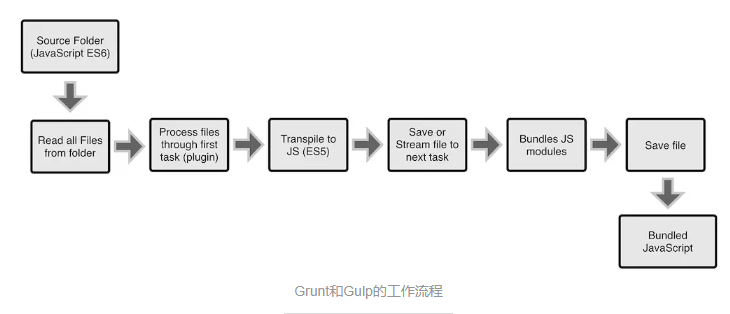 Source Folder
(JavaScript ES6)
Read all Files
from folder
Process files
through first
task (plugin)
Transpile to
JS (ES5)
Save or
Stream file to
next task
Bundles JS
modules
Save file
Bundled
JavaScript
Grunt和Gulp的工作流程